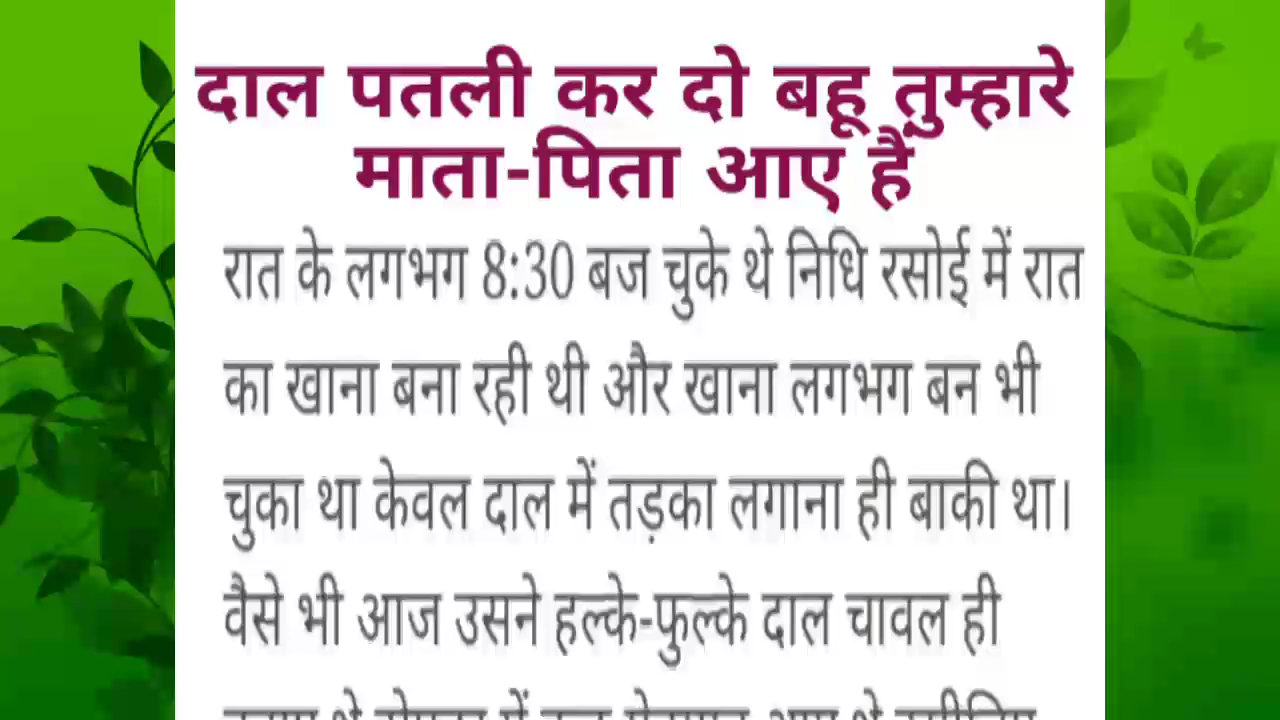 दाल पतली कर दो बहू तुम्हारे
माता-पिता आए हैं
रात के लगभग 8:30 बज चुके थे निधि रसोई में रात
का खाना बना रही थी और खाना लगभग बन भी
चुका था केवल दाल में तड़का लगाना ही बाकी था।
वैसे भी आज उसने हल्के-फुल्के दाल चावल ही